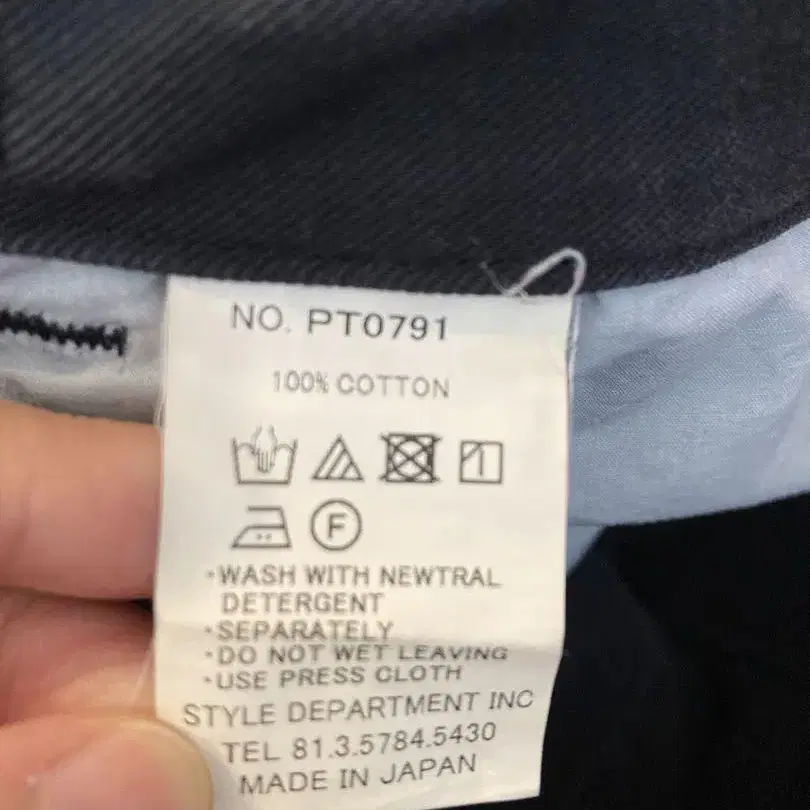 NO. PT0791
100% COTTON
F
・WASH WITH NEWTRAL
DETERGENT
・SEPARATELY
・DO NOT WET LEAVING
・USE PRESS CLOTH
STYLE DEPARTMENT INC
TEL 81.3.5784.5430
MADE IN JAPAN